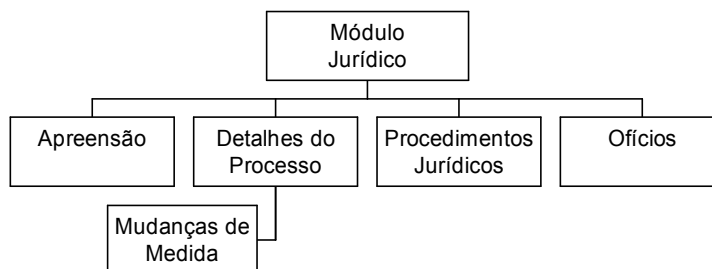 Módulo
Jurídico
Apreensão
Detalhes do
Processo
Procedimentos
Jurídicos
Ofícios
Mudanças de
Medida